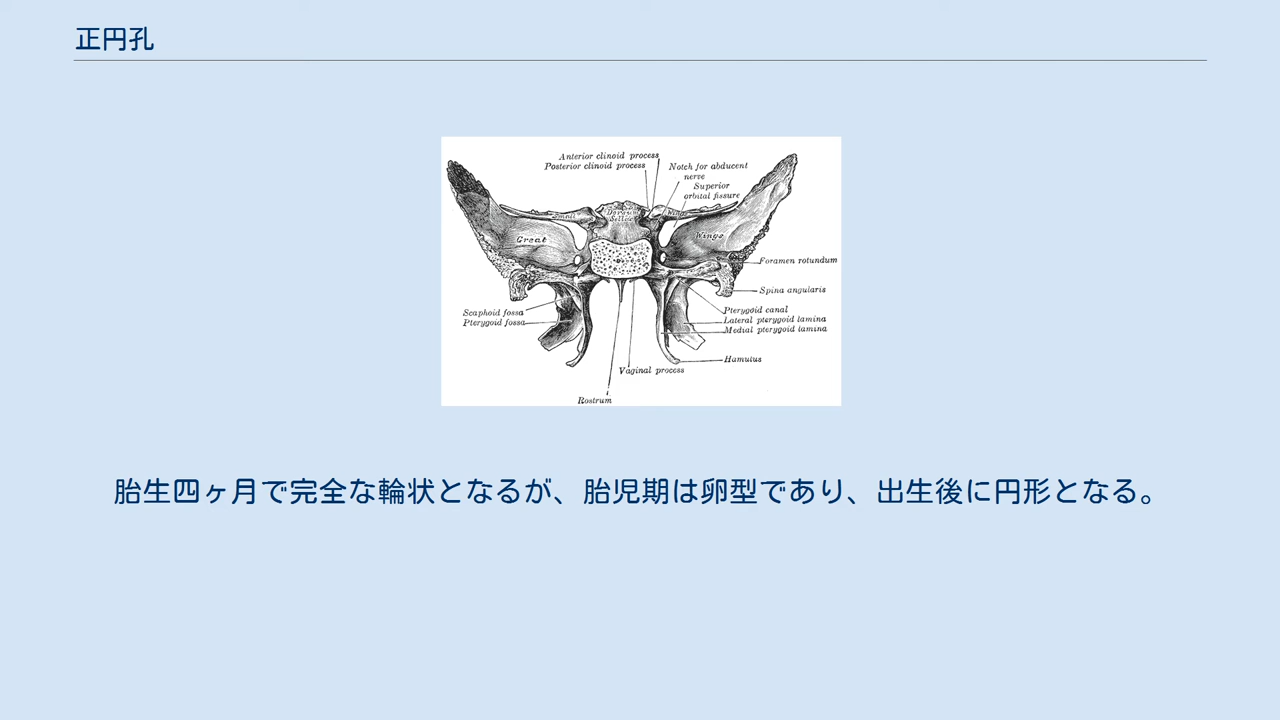 正円孔
Anterior clinoid process
Posterior clinoid process
Notch for abducent
nerve
Superior
orbital fissure
Small
Dorsum
Sellae
Wings
Great
Wings
Foramen rotundum
Spina angularis
Scaphoid fossa
Pterygoid fossa
Pterygoid canal
Lateral pterygoid lamina
Medial pterygoid lamina
Hamulus
Vaginal process
Rostrum
胎生四ヶ月で完全な輪状となるが、胎児期は卵型であり、出生後に円形となる。